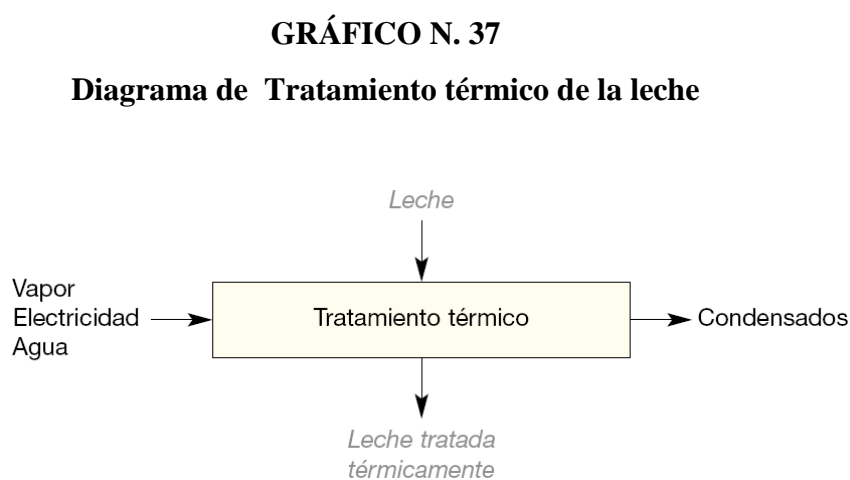 GRÁFICO N. 37
Diagrama de Tratamiento térmico de la leche
Leche
Vapor
Electricidad
Agua
Tratamiento térmico
Condensados
Leche tratada
térmicamente